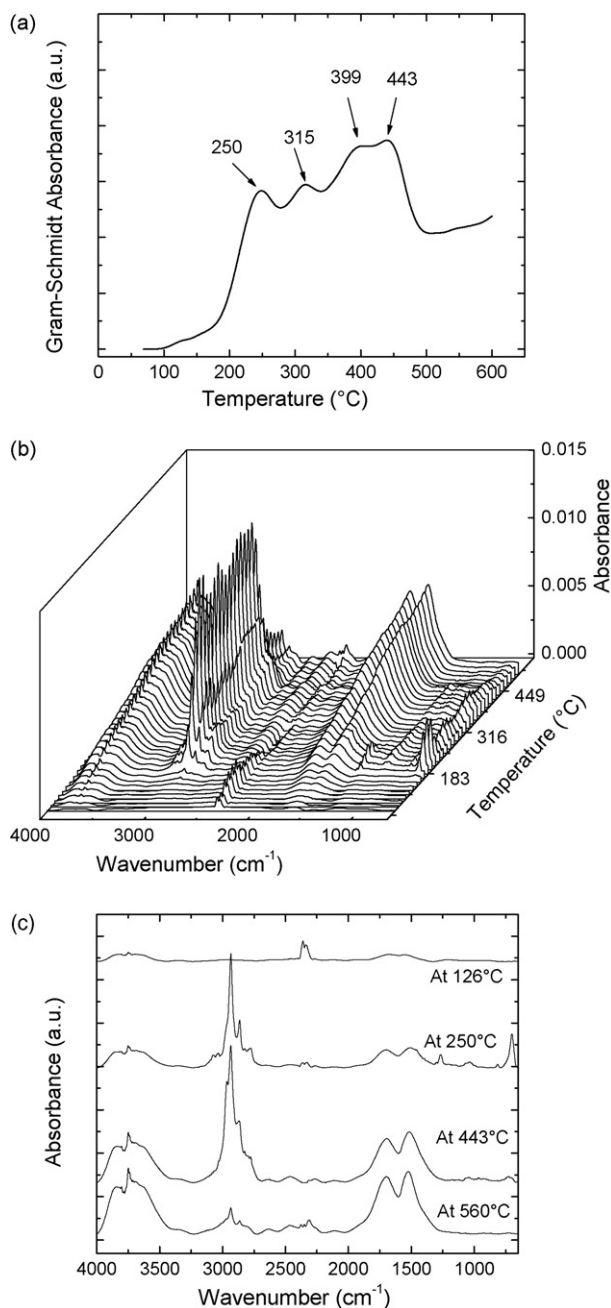 (a)
Gram-Schmidt Absorbance (a.u.)
250
315
399
443
0 100 200 300 400 500 600
Temperature (°C)
(b)
0.015
0.010
0.005
0.000
Absorbance
449
316
183
Temperature (°C)
4000 3000 2000 1000
Wavenumber (cm⁻¹)
(c)
Absorbance (a.u.)
At 126°C
At 250°C
At 443°C
At 560°C
4000 3500 3000 2500 2000 1500 1000
Wavenumber (cm⁻¹)